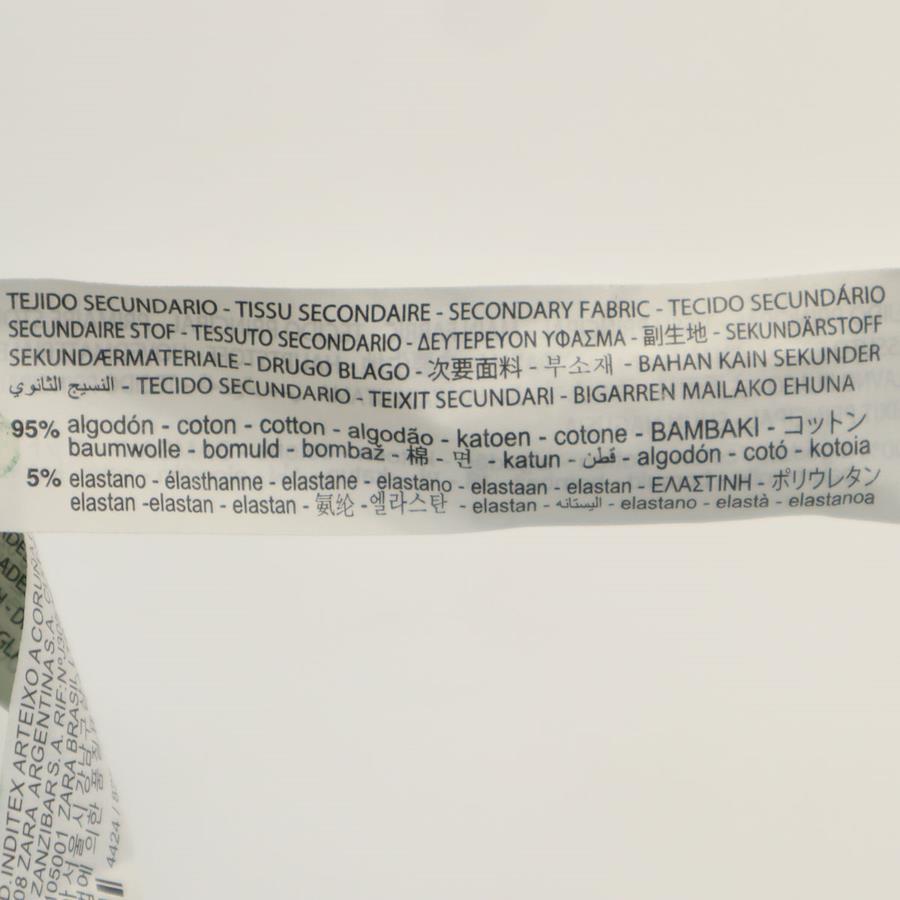 TEJIDO SECUNDARIO - TISSU SECONDAIRE - SECONDARY FABRIC - TECIDO SECUNDÁRIO
SECUNDAIRE STOF - TESSUTO SECONDARIO - ΔΕΥΤΕΡΕΥΟΝ ΥΦΑΣΜΑ - 副生地 - SEKUNDÄRSTOFF
SEKUNDÆRMATERIALE - DRUGO BLAGO - 次要面料 - 부소재 - BAHAN KAIN SEKUNDER
النسيج الثانوي - TECIDO SECUNDARIO - TEIXIT SECUNDARI - BIGARREN MAILAKO EHUNA
95% algodón - coton - cotton - algodão - katoen - cotone - BAMBAKI - コットン
baumwolle - bomuld - bombaž - 棉 - 면 - katun - قطن - algodón - cotó - kotoia
5% elastano - élasthanne - elastane - elastano - elastaan - elastan - ΕΛΑΣΤΙΝΗ - ポリウレタン
elastan -elastan - elastan - 氨纶 -엘라스탄 - elastan - اليستانه - elastano - elastà - elastanoa
D. INDITEX ARTEIXO A CORUÑA
08 ZARA ARGENTINA S.A.
ZANZIBAR S. A. RIF:Nº
05001 ZARA BRASIL
4424 /